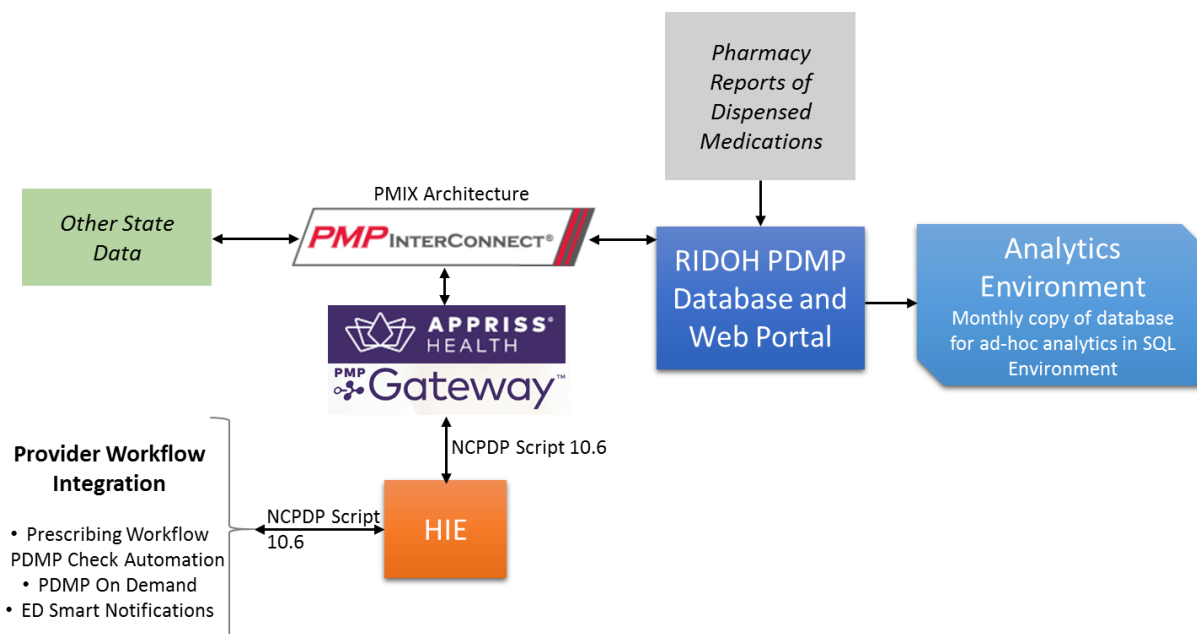 Pharmacy
Reports of
Dispensed
Medications
PMIX Architecture
Other State
Data
PMP INTERCONNECT®
RIDOH PDMP
Database and
Web Portal
Analytics
Environment
Monthly copy of database
for ad-hoc analytics in SQL
Environment
APPRISS®
HEALTH
PMP
Gateway™
NCPDP Script 10.6
Provider Workflow
Integration
• Prescribing Workflow
PDMP Check Automation
• PDMP On Demand
• ED Smart Notifications
NCPDP Script
10.6
HIE